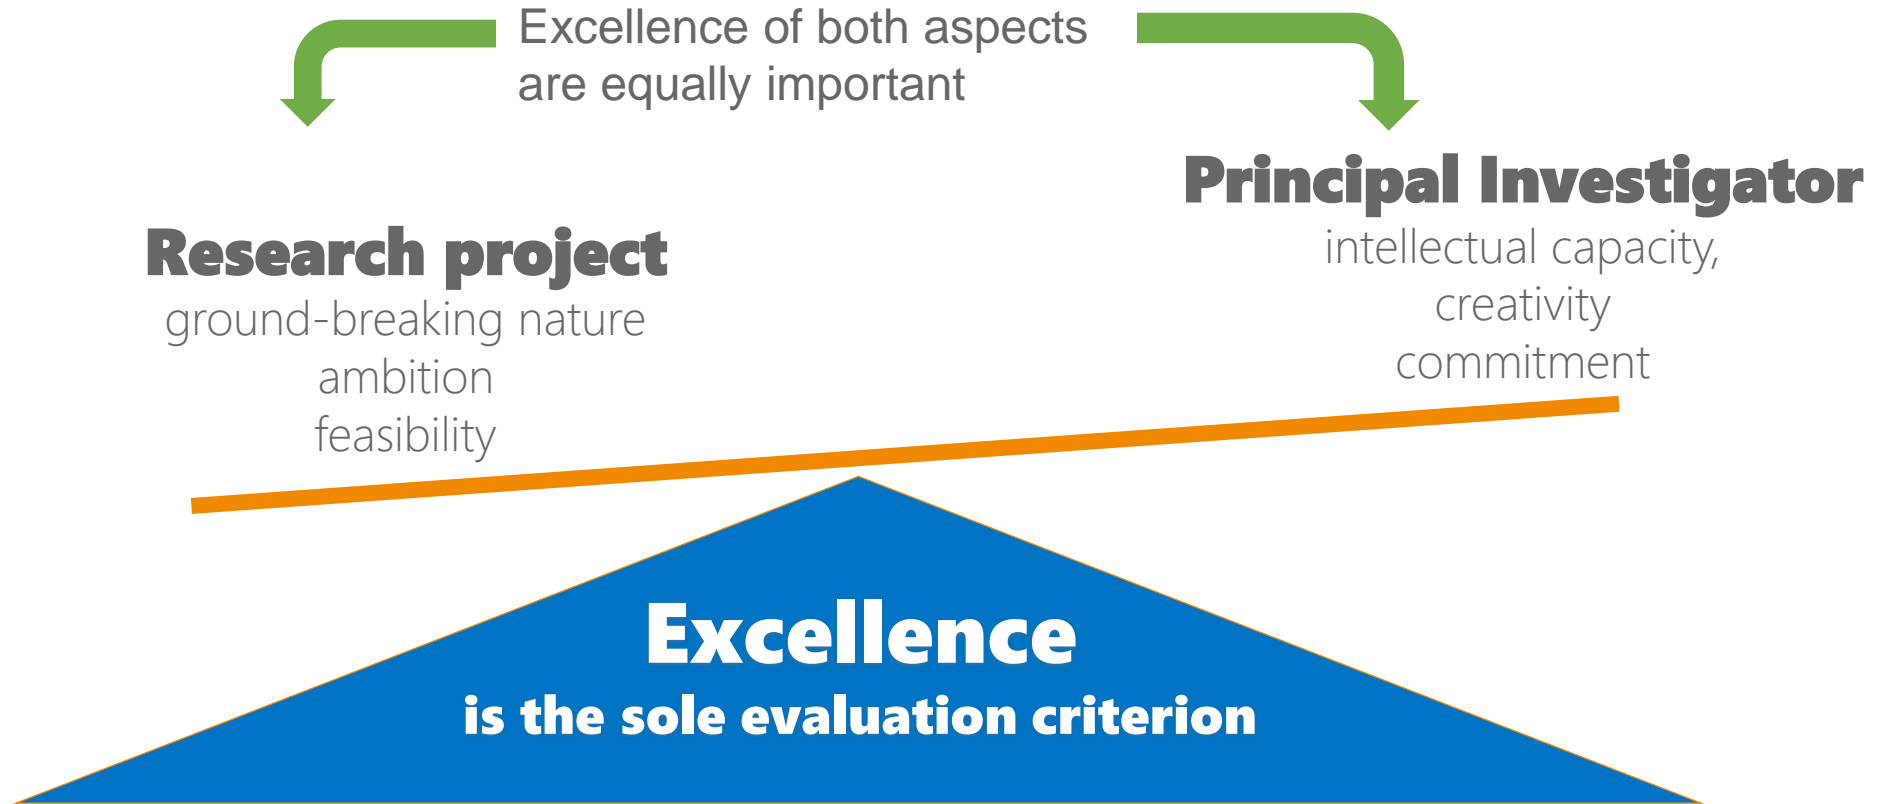 Excellence of both aspects
are equally important
Research project
ground-breaking nature
ambition
feasibility
Principal Investigator
intellectual capacity,
creativity
commitment
Excellence
is the sole evaluation criterion